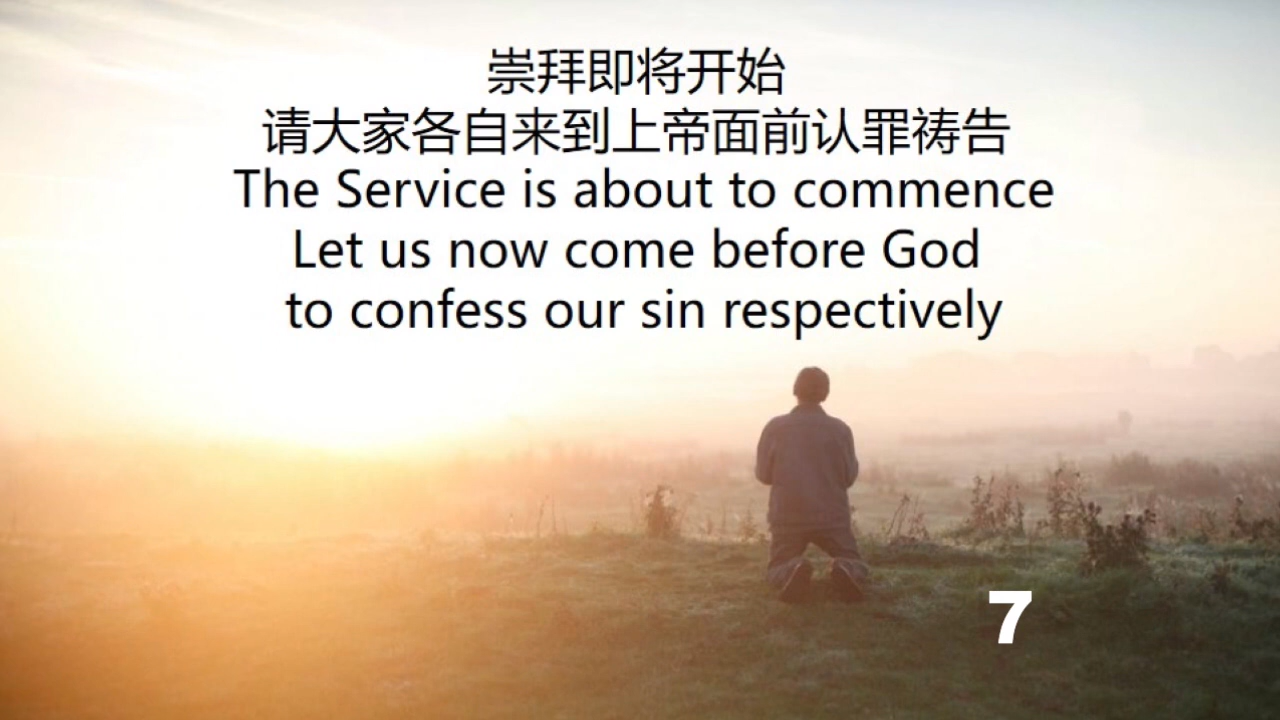 崇拜即将开始
请大家各自来到上帝面前认罪祷告
The Service is about to commence
Let us now come before God
to confess our sin respectively
7